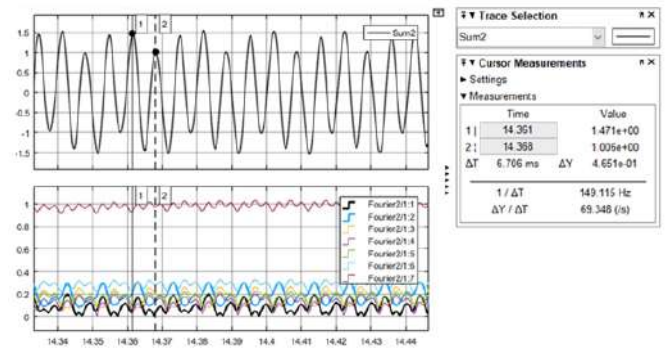 1.5
1
0.5
0
-0.5
-1
-1.5
1
2
Sum2
1
0.8
0.6
0.4
0.2
0
1
2
Fourier2/1:1
Fourier2/1:2
Fourier2/1:3
Fourier2/1:4
Fourier2/1:5
Fourier2/1:6
Fourier2/1:7
14.34 14.35 14.36 14.37 14.38 14.39 14.4 14.41 14.42 14.43 14.44
Trace Selection
Sum2
Cursor Measurements
Settings
Measurements
Time Value
1 | 14.361 1.471e+00
2 ¦ 14.368 1.006e+00
ΔT 6.706 ms ΔY 4.651e-01
1 / ΔT 149.115 Hz
ΔY / ΔT 69.348 (/s)